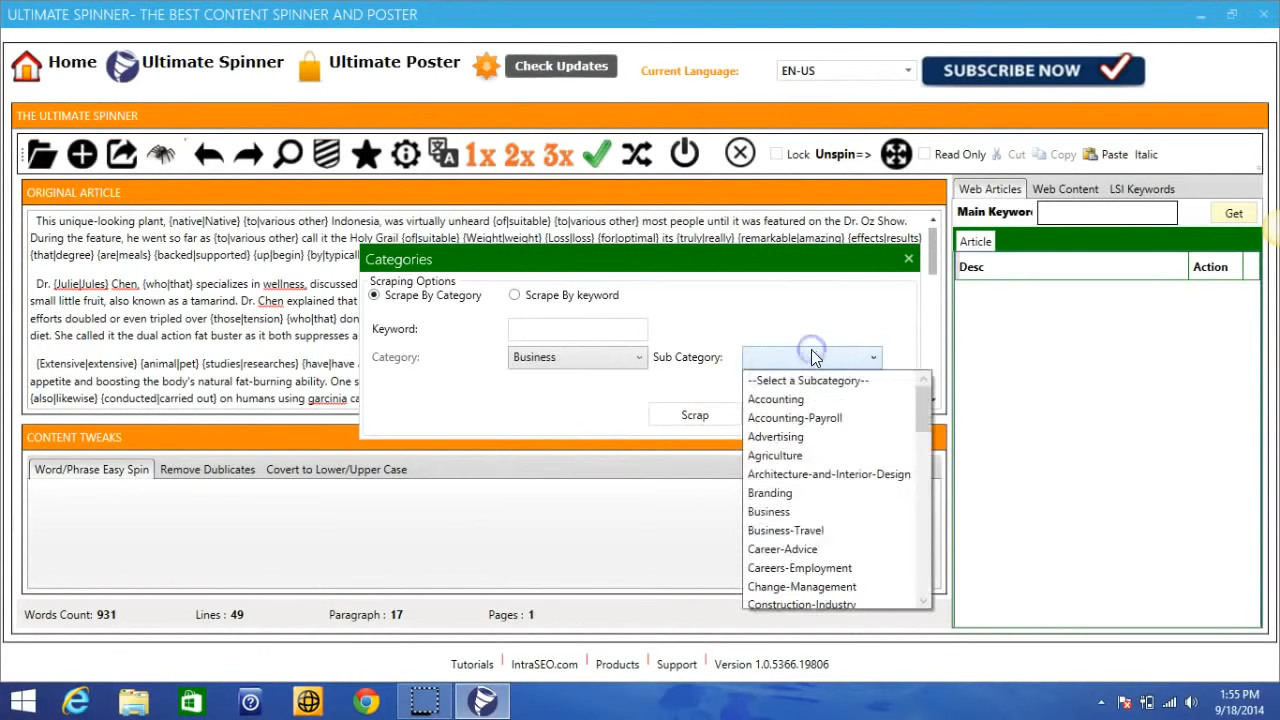 ULTIMATE SPINNER- THE BEST CONTENT SPINNER AND POSTER
Home
Ultimate Spinner
Ultimate Poster
Check Updates
Current Language:
EN-US
SUBSCRIBE NOW
THE ULTIMATE SPINNER
1x 2x 3x
Lock
Unspin=>
Read Only
Cut
Copy
Paste
Italic
ORIGINAL ARTICLE
This unique-looking plant, {native|Native} {to|various other} Indonesia, was virtually unheard {of|suitable} {to|various other} most people until it was featured on the Dr. Oz Show.
During the feature, he went so far as {to|various other} call it the Holy Grail {of|suitable} {Weight|weight} {Loss|loss} {for|optimal} its {truly|really} {remarkable|amazing} {effects|results}
{that|degree} {are|meals} {backed|supported} {up|begin} {by|typical
Dr. {Julie|Jules} Chen, {who|that} specializes in wellness, discussed
small little fruit, also known as a tamarind. Dr. Chen explained that
efforts doubled or even tripled over {those|tension} {who|that} don
diet. She called it the dual action fat buster as it both suppresses a
{Extensive|extensive} {animal|pet} {studies|researches} {have|have a
appetite and boosting the body's natural fat-burning ability. One s
{also|likewise} {conducted|carried out} on humans using garcinia
Categories
Scraping Options
Scrape By Category
Scrape By keyword
Keyword:
Category:
Business
Sub Category:
Scrap
--Select a Subcategory--
Accounting
Accounting-Payroll
Advertising
Agriculture
Architecture-and-Interior-Design
Branding
Business
Business-Travel
Career-Advice
Careers-Employment
Change-Management
Construction-Industry
Web Articles
Web Content
LSI Keywords
Main Keyword
Get
Article
Desc
Action
CONTENT TWEAKS
Word/Phrase Easy Spin
Remove Dublicates
Covert to Lower/Upper Case
Words Count: 931
Lines : 49
Paragraph : 17
Pages : 1
Tutorials
IntraSEO.com
Products
Support
Version 1.0.5366.19806
1:55 PM
9/18/2014